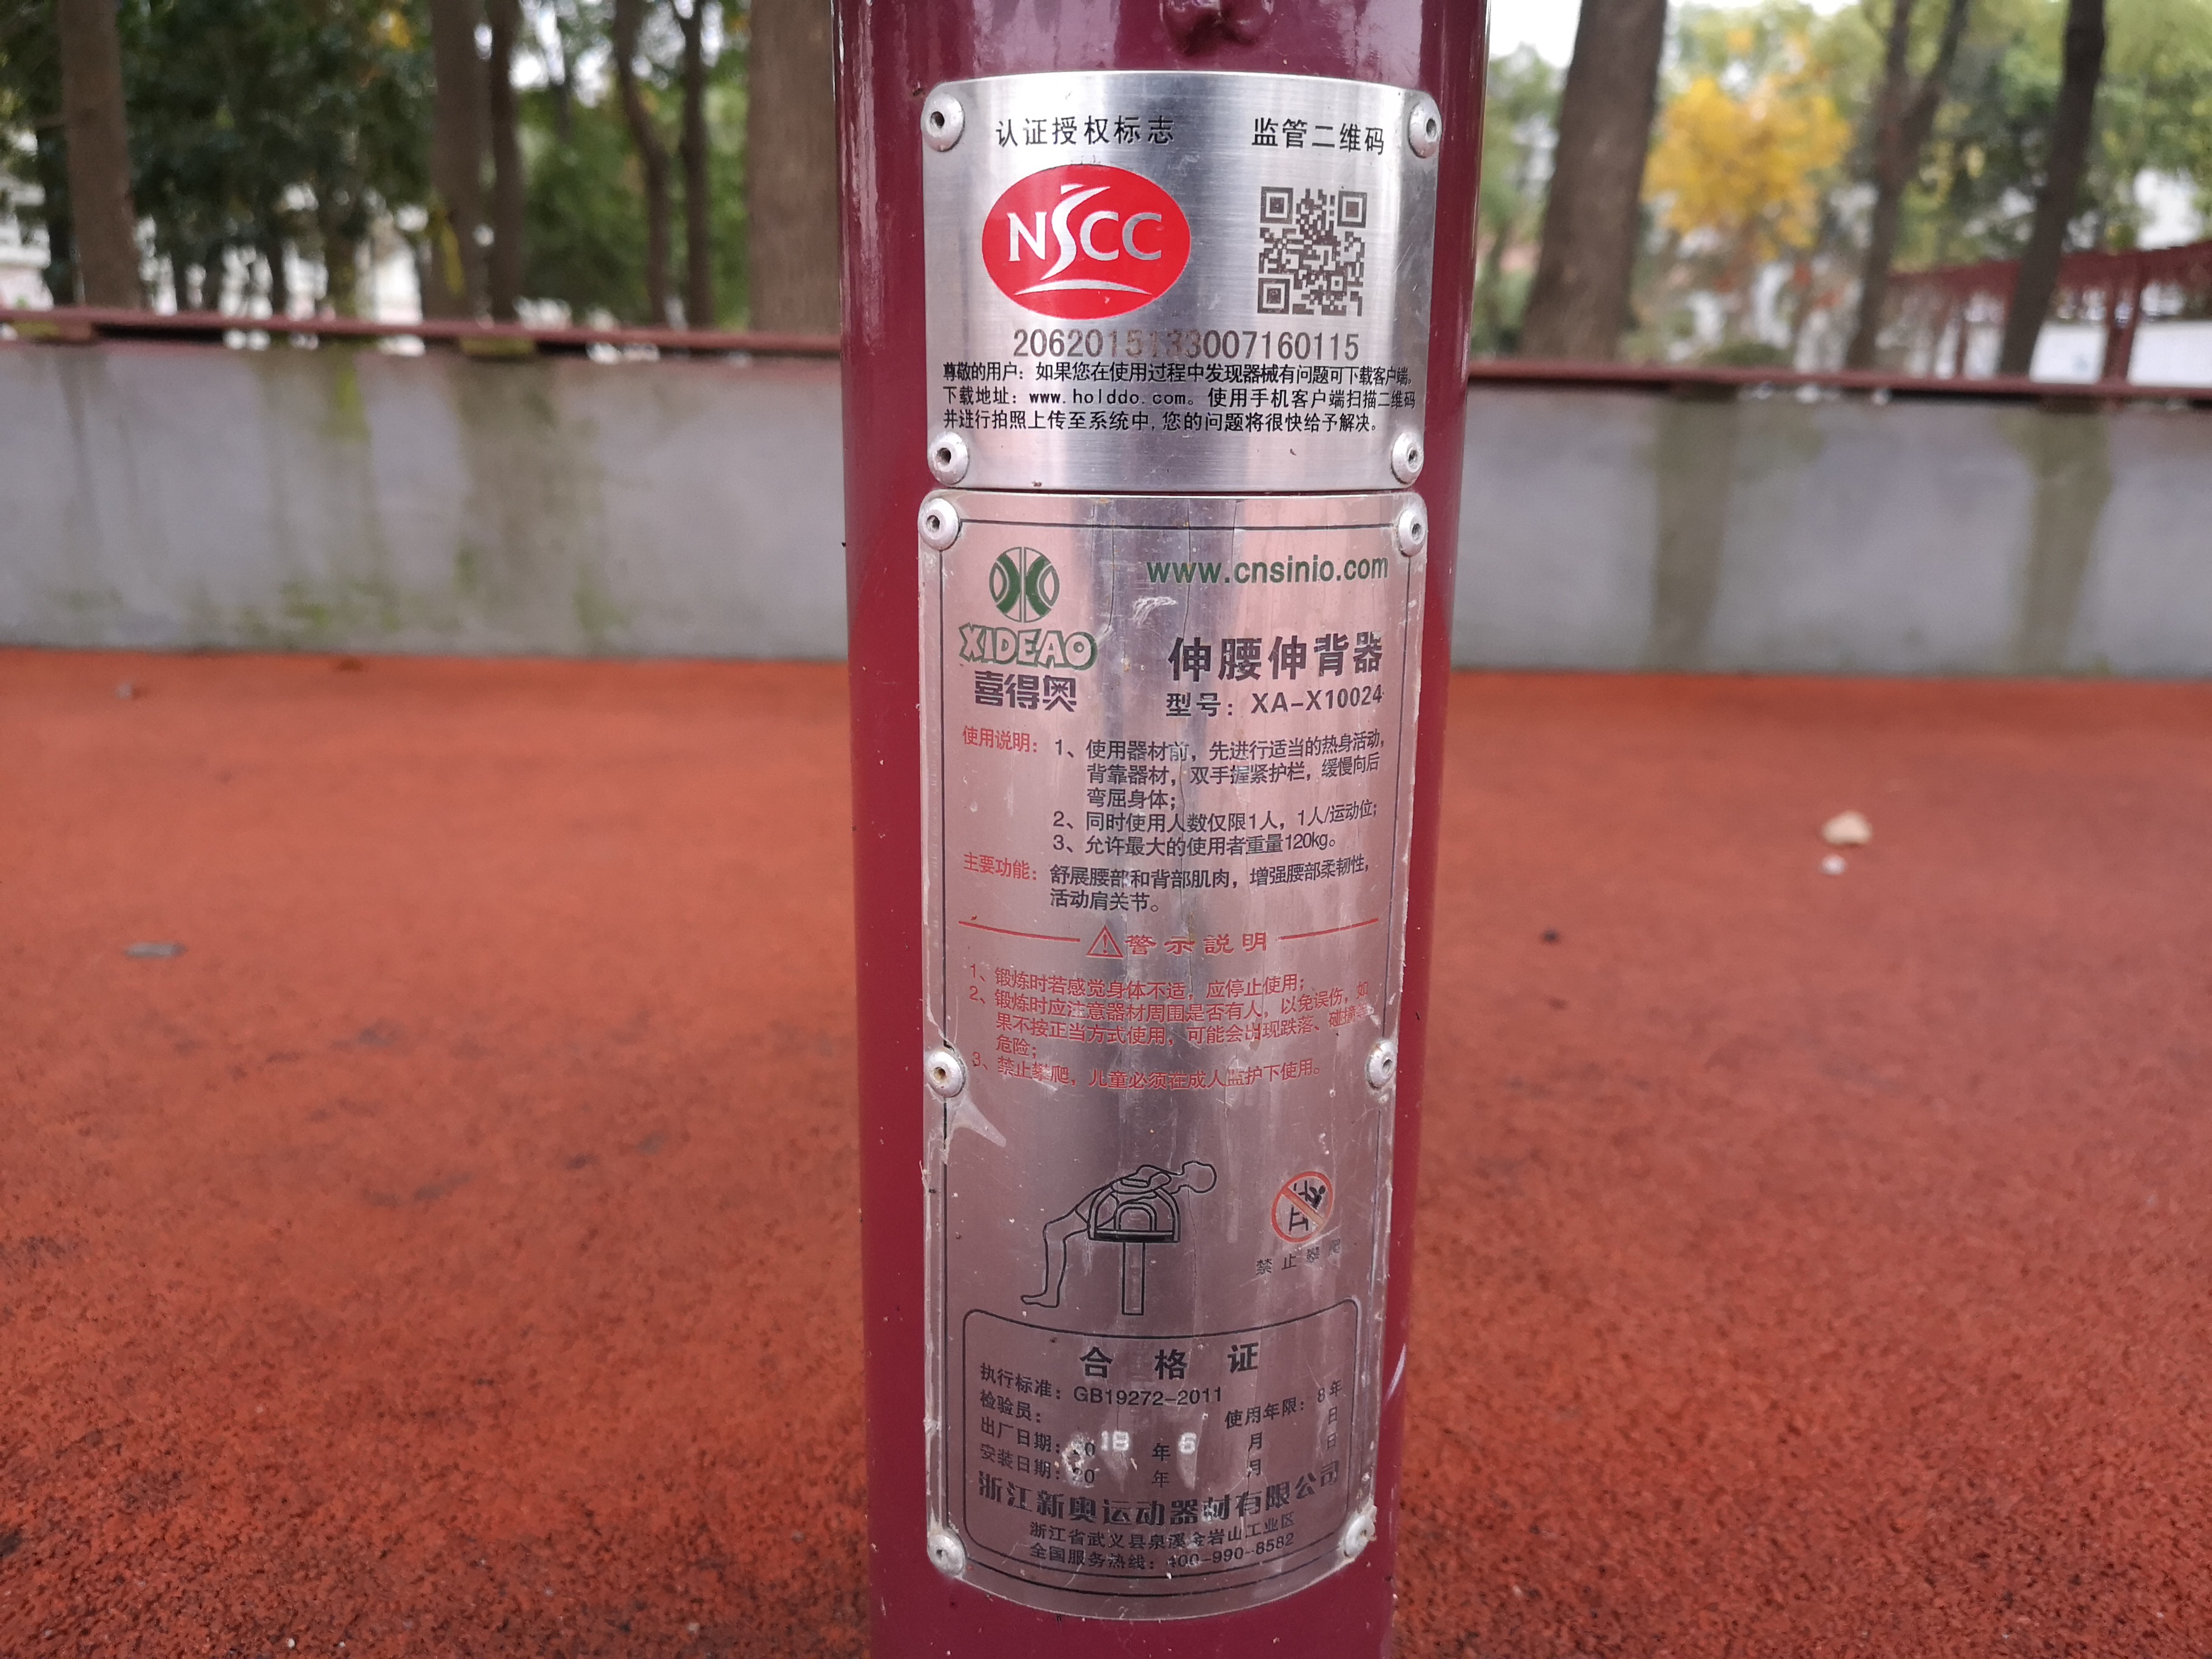 认证授权标志 监管二维码
NSCC
2062015133007160115
尊敬的用户：如果您在使用过程中发现器械有问题可下载客户端。
下载地址：www.holddo.com。使用手机客户端扫描二维码
并进行拍照上传至系统中,您的问题将很快给予解决。
www.cnsinio.com
XIDEAO
喜得奥
伸腰伸背器
型号：XA-X10024
使用说明：1、使用器材前，先进行适当的热身活动，
背靠器材，双手握紧护栏，缓慢向后
弯屈身体；
2、同时使用人数仅限1人，1人/运动位；
3、允许最大的使用者重量120kg。
主要功能：舒展腰部和背部肌肉，增强腰部柔韧性，
活动肩关节。
警示説明
1、锻炼时若感觉身体不适，应停止使用；
2、锻炼时应注意器材周围是否有人，以免误伤，如
果不按正当方式使用，可能会出现跌落、碰撞等
危险；
3、禁止攀爬，儿童必须在成人监护下使用。
禁止攀爬
合格证
执行标准：GB19272-2011
检验员： 使用年限：8年
出厂日期：2018年6月 日
安装日期：20 年 月 日
浙江新奥运动器材有限公司
浙江省武义县泉溪金岩山工业区
全国服务热线：400-990-8582